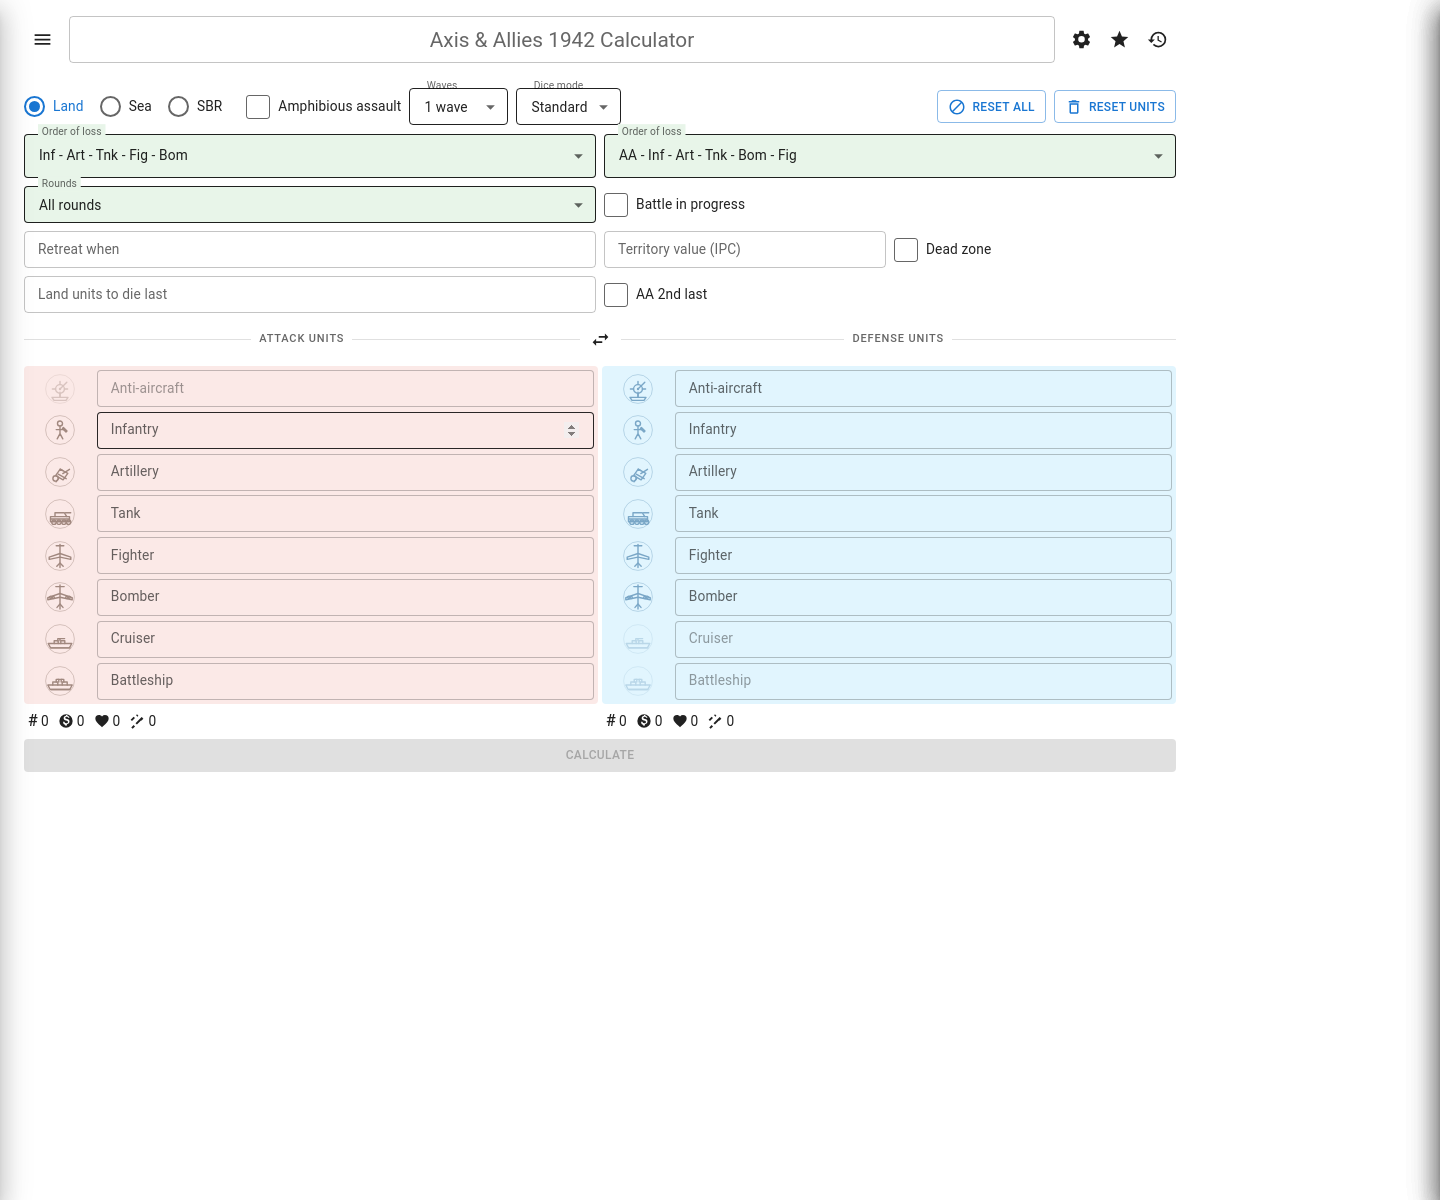 Axis & Allies 1942 Calculator
Land Sea SBR Amphibious assault Waves 1 wave Dice mode Standard RESET ALL RESET UNITS
Order of loss Order of loss
Inf - Art - Tnk - Fig - Bom AA - Inf - Art - Tnk - Bom - Fig
Rounds
All rounds Battle in progress
Retreat when Territory value (IPC) Dead zone
Land units to die last AA 2nd last
ATTACK UNITS DEFENSE UNITS
Anti-aircraft Anti-aircraft
Infantry Infantry
Artillery Artillery
Tank Tank
Fighter Fighter
Bomber Bomber
Cruiser Cruiser
Battleship Battleship
# 0 0 0 0 # 0 0 0 0
CALCULATE